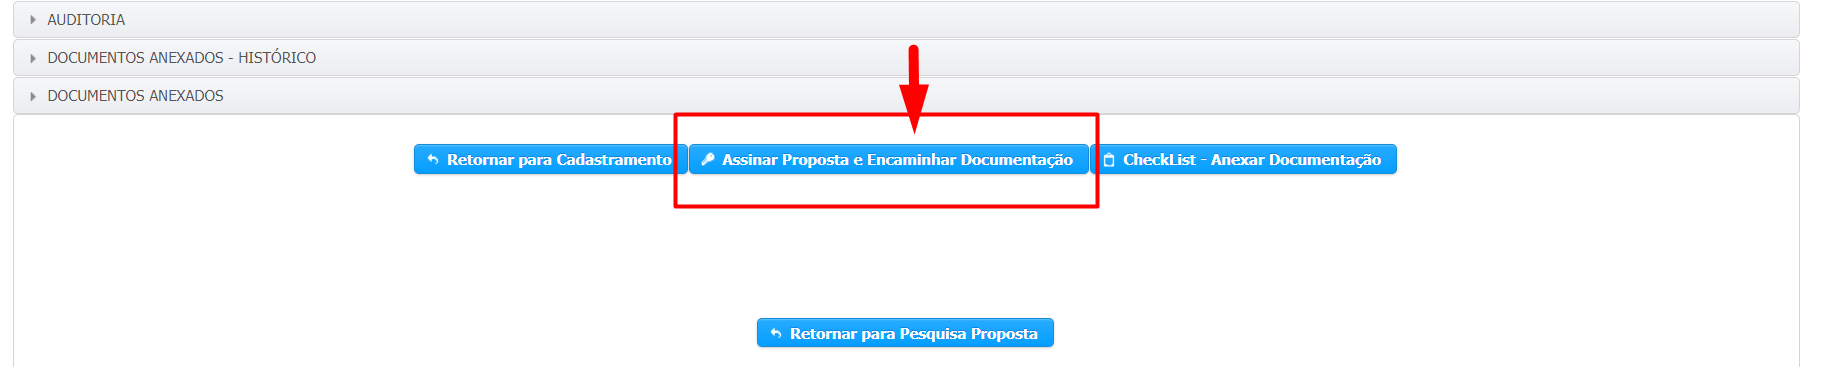 AUDITORIA
DOCUMENTOS ANEXADOS - HISTÓRICO
DOCUMENTOS ANEXADOS
Retornar para Cadastramento Assinar Proposta e Encaminhar Documentação CheckList - Anexar Documentação
Retornar para Pesquisa Proposta